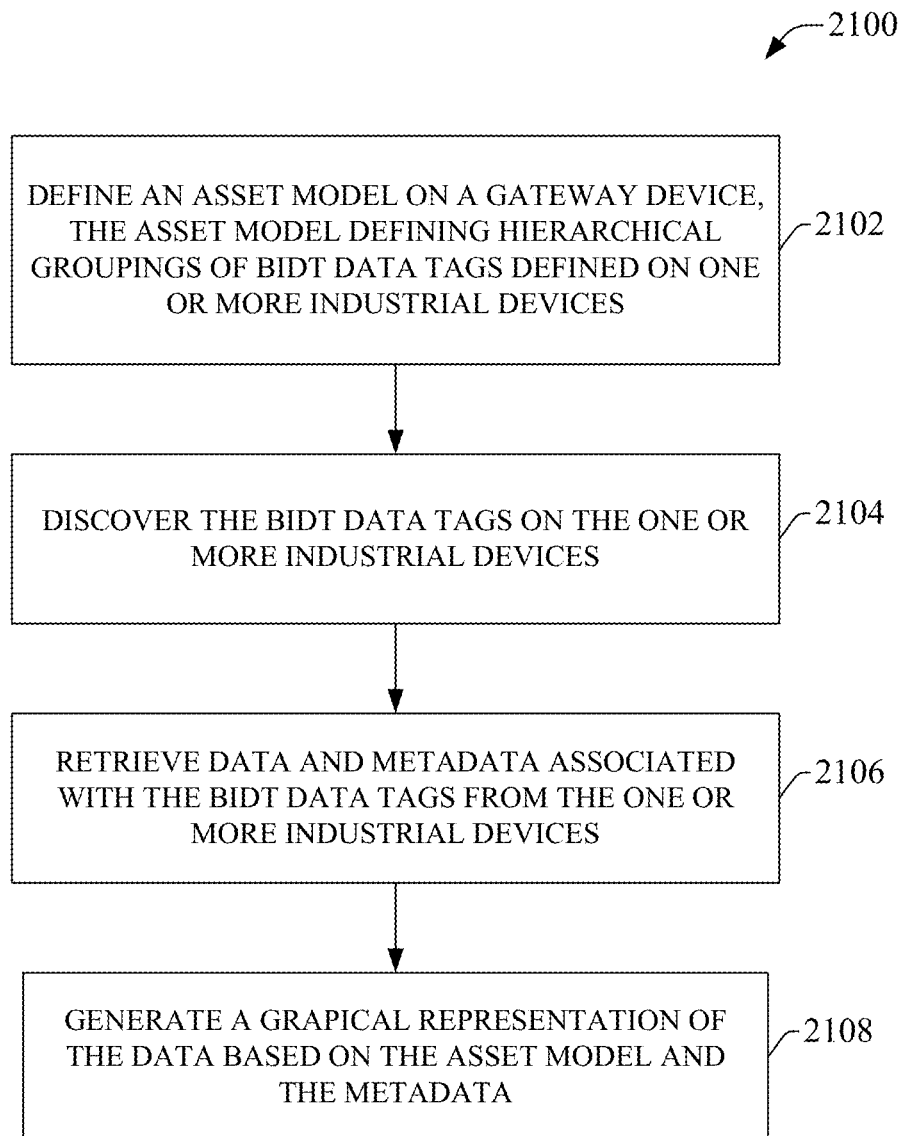 2100
DEFINE AN ASSET MODEL ON A GATEWAY DEVICE,
THE ASSET MODEL DEFINING HIERARCHICAL
GROUPINGS OF BIDT DATA TAGS DEFINED ON ONE
OR MORE INDUSTRIAL DEVICES
2102
DISCOVER THE BIDT DATA TAGS ON THE ONE OR
MORE INDUSTRIAL DEVICES
2104
RETRIEVE DATA AND METADATA ASSOCIATED
WITH THE BIDT DATA TAGS FROM THE ONE OR
MORE INDUSTRIAL DEVICES
2106
GENERATE A GRAPICAL REPRESENTATION OF
THE DATA BASED ON THE ASSET MODEL AND
THE METADATA
2108